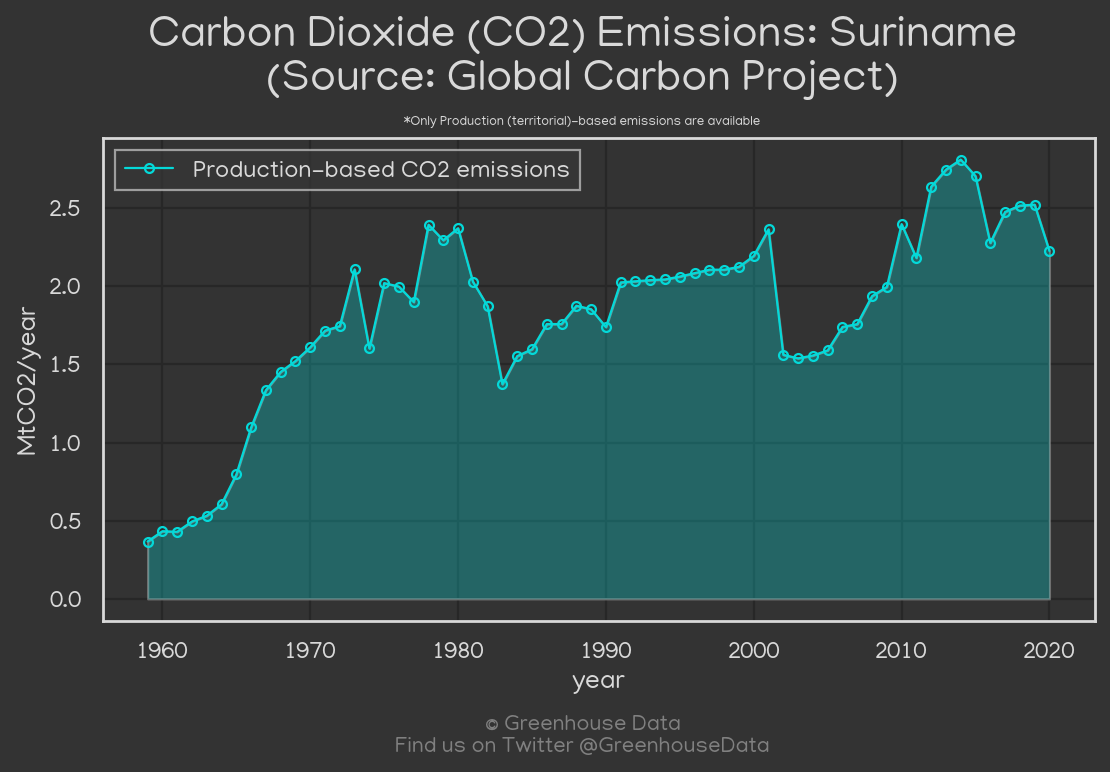 Carbon Dioxide (CO2) Emissions: Suriname
(Source: Global Carbon Project)
*Only Production (territorial)-based emissions are available
Production-based CO2 emissions
2.5
2.0
1.5
1.0
0.5
0.0
MtCO2/year
1960 1970 1980 1990 2000 2010 2020
year
© Greenhouse Data
Find us on Twitter @GreenhouseData